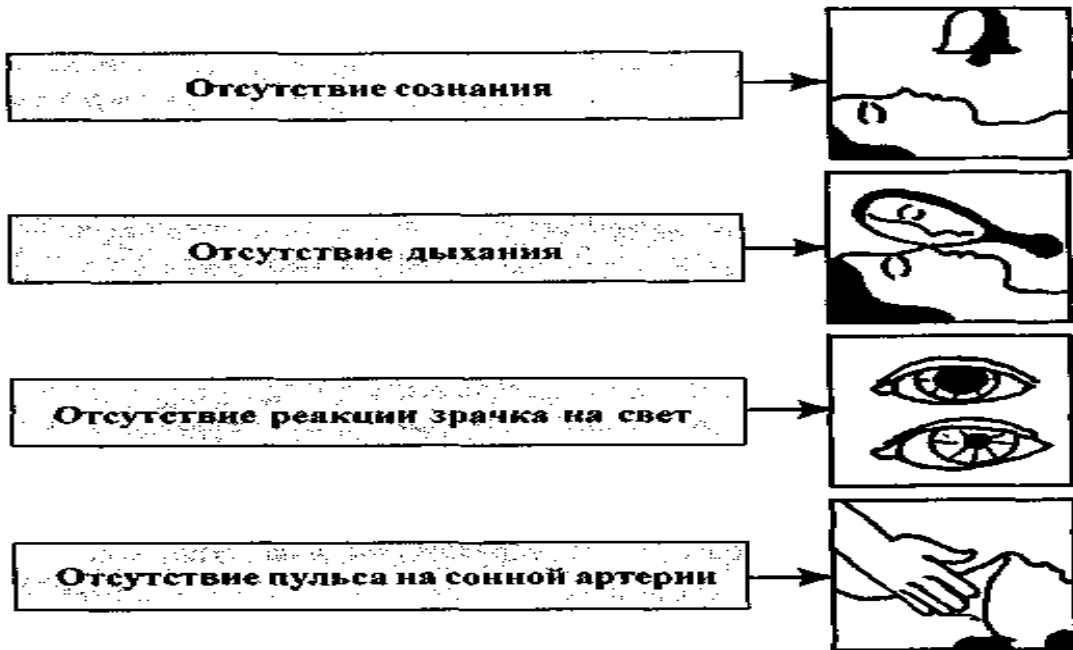 Отсутствие сознания
Отсутствие дыхания
Отсутствие реакции зрачка на свет
Отсутствие пульса на сонной артерии